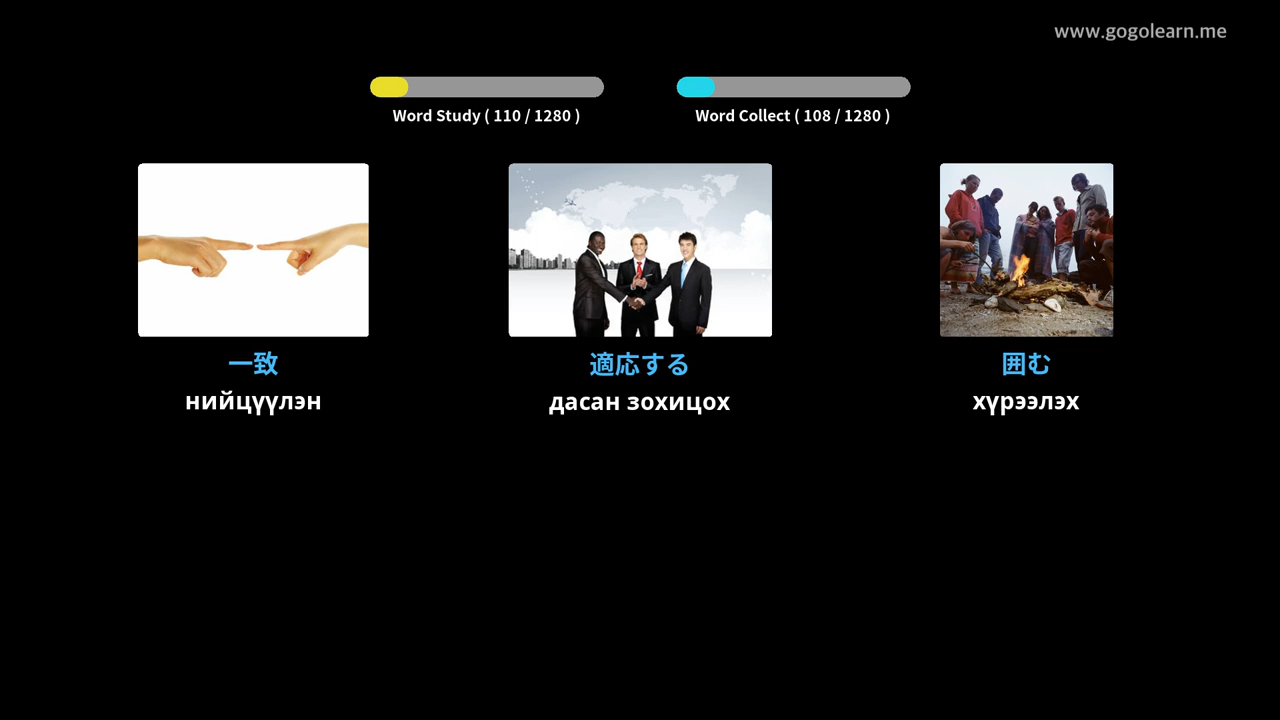 www.gogolearn.me
Word Study ( 110 / 1280 )
Word Collect ( 108 / 1280 )
一致
適応する
囲む
нийцүүлэн
дасан зохицох
хүрээлэх